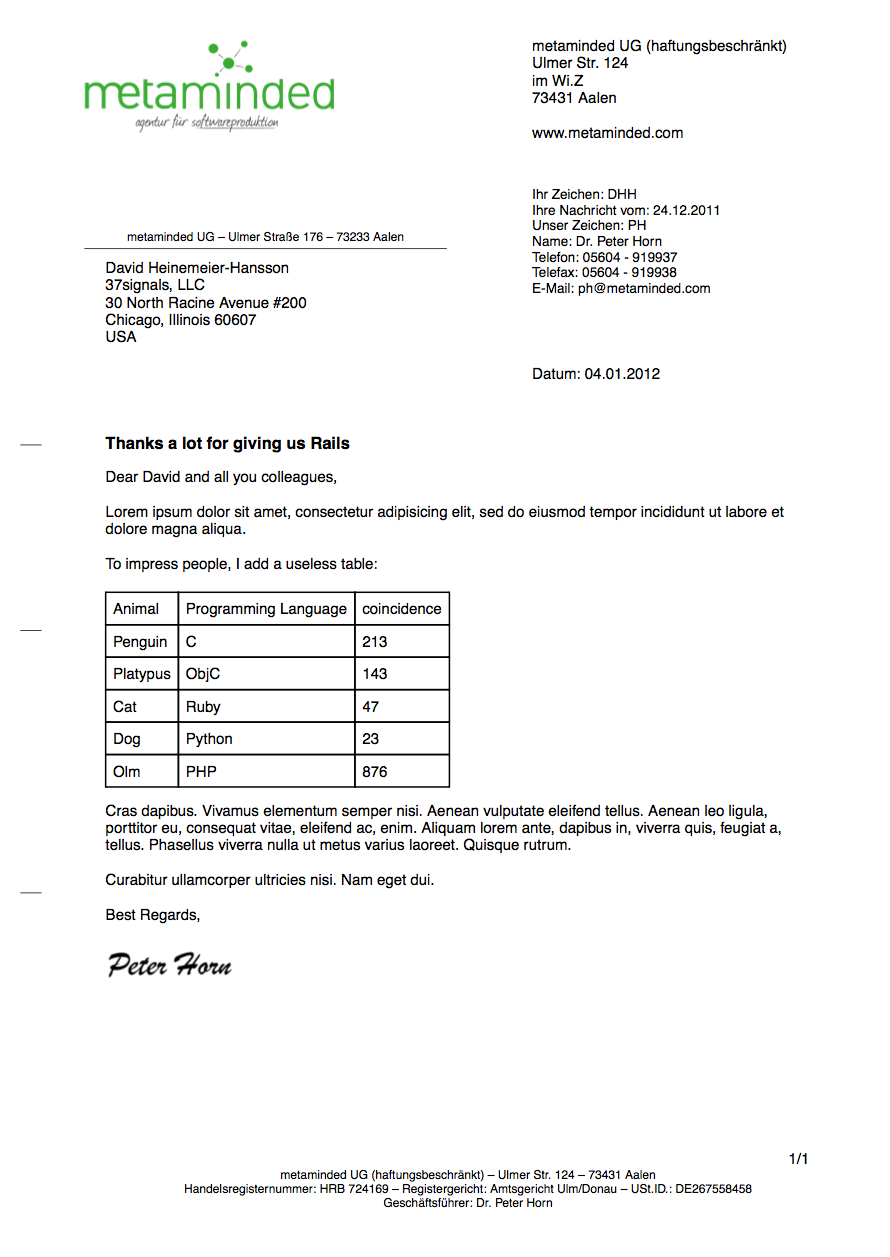 metaminded
agentur für softwareproduktion
metaminded UG (haftungsbeschränkt)
Ulmer Str. 124
im Wi.Z
73431 Aalen
www.metaminded.com
Ihr Zeichen: DHH
Ihre Nachricht vom: 24.12.2011
Unser Zeichen: PH
Name: Dr. Peter Horn
Telefon: 05604 - 919937
Telefax: 05604 - 919938
E-Mail: ph@metaminded.com
metaminded UG – Ulmer Straße 176 – 73233 Aalen
David Heinemeier-Hansson
37signals, LLC
30 North Racine Avenue #200
Chicago, Illinois 60607
USA
Datum: 04.01.2012
Thanks a lot for giving us Rails
Dear David and all you colleagues,
Lorem ipsum dolor sit amet, consectetur adipisicing elit, sed do eiusmod tempor incididunt ut labore et
dolore magna aliqua.
To impress people, I add a useless table:
Animal Programming Language coincidence
Penguin C 213
Platypus ObjC 143
Cat Ruby 47
Dog Python 23
Olm PHP 876
Cras dapibus. Vivamus elementum semper nisi. Aenean vulputate eleifend tellus. Aenean leo ligula,
porttitor eu, consequat vitae, eleifend ac, enim. Aliquam lorem ante, dapibus in, viverra quis, feugiat a,
tellus. Phasellus viverra nulla ut metus varius laoreet. Quisque rutrum.
Curabitur ullamcorper ultricies nisi. Nam eget dui.
Best Regards,
Peter Horn
1/1
metaminded UG (haftungsbeschränkt) – Ulmer Str. 124 – 73431 Aalen
Handelsregisternummer: HRB 724169 – Registergericht: Amtsgericht Ulm/Donau – USt.ID.: DE267558458
Geschäftsführer: Dr. Peter Horn